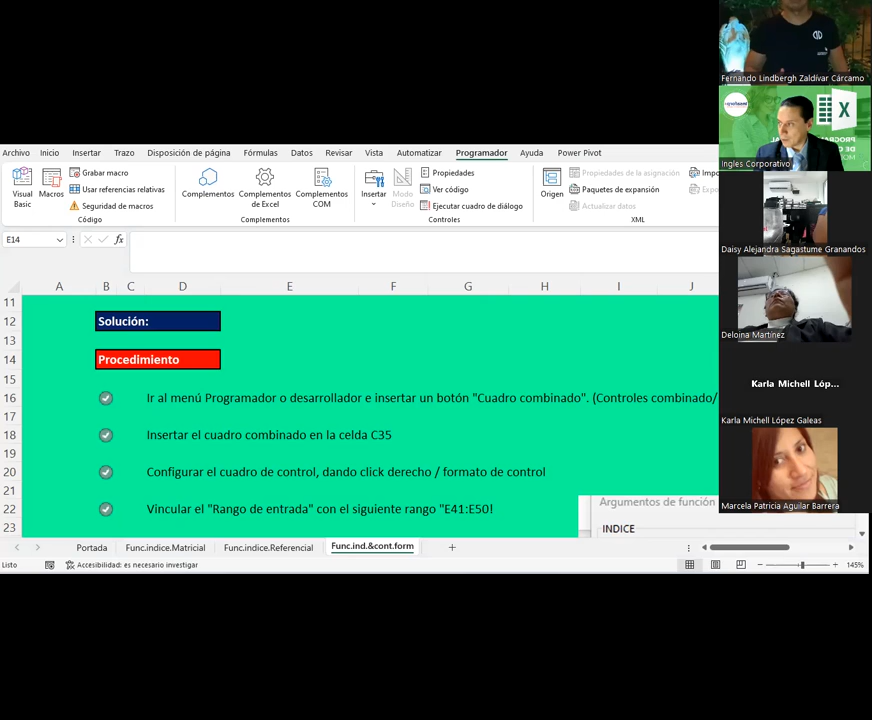 Fernando Lindbergh Zaldívar Cárcamo
Ingles Corporativo
Daisy Alejandra Sagastume Granandos
Deloina Martinez
Karla Michell Lóp...
Karla Michell López Galeas
Marcela Patricia Aguilar Barrera
Archivo Inicio Insertar Trazo Disposición de página Fórmulas Datos Revisar Vista Automatizar Programador Ayuda Power Pivot
Visual Basic
Macros
Grabar macro
Usar referencias relativas
Seguridad de macros
Código
Complementos
Complementos de Excel
Complementos COM
Complementos
Insertar
Modo Diseño
Propiedades
Ver código
Ejecutar cuadro de diálogo
Controles
Origen
Propiedades de la asignación
Paquetes de expansión
Actualizar datos
XML
E14
fx
A B C D E F G H I J
11
12 Solución:
13
14 Procedimiento
15
16 Ir al menú Programador o desarrollador e insertar un botón "Cuadro combinado". (Controles combinado/
17
18 Insertar el cuadro combinado en la celda C35
19
20 Configurar el cuadro de control, dando click derecho / formato de control
21
22 Vincular el "Rango de entrada" con el siguiente rango "E41:E50!
23
Argumentos de función
INDICE
Portada Func.indice.Matricial Func.indice.Referencial Func.ind.&cont.form
Listo Accesibilidad: es necesario investigar 145%